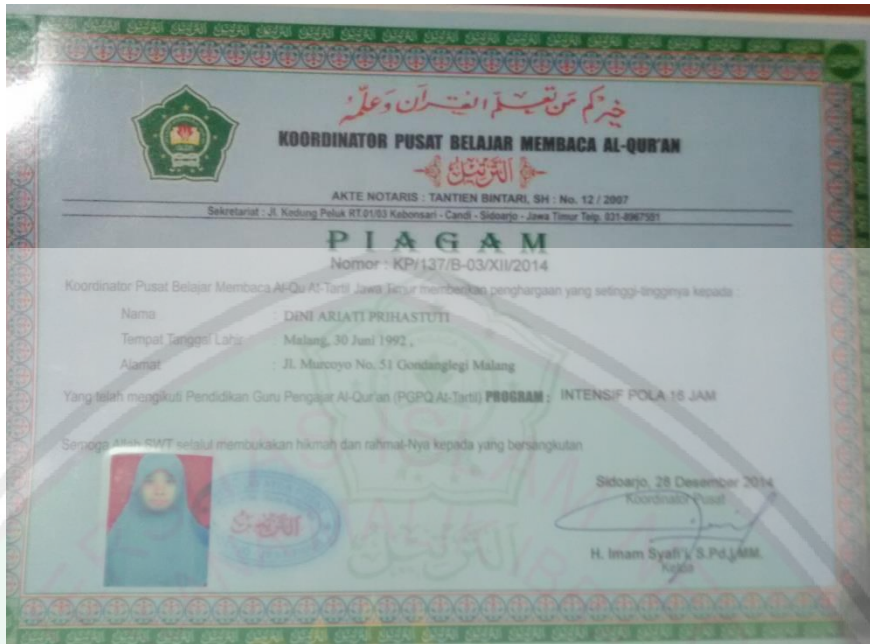 خيركم من تعلم القرآن وعلمه
KOORDINATOR PUSAT BELAJAR MEMBACA AL-QUR'AN
الترتيل
AKTE NOTARIS : TANTIEN BINTARI, SH : No. 12 / 2007
Sekretariat : Jl. Kedung Peluk RT.01/03 Kebonsari - Candi - Sidoarjo - Jawa Timur Telp. 031-8967501
PIAGAM
Nomor : KP/137/B-03/XII/2014
Koordinator Pusat Belajar Membaca Al-Qu At-Tartil Jawa Timur memberikan penghargaan yang setinggi-tingginya kepada :
Nama : DINI ARIATI PRIHASTUTI
Tempat Tanggal Lahir : Malang, 30 Juni 1992 ,
Alamat : Jl. Murcoyo No. 51 Gondanglegi Malang
Yang telah mengikuti Pendidikan Guru Pengajar Al-Qur'an (PGPQ At-Tartil) PROGRAM : INTENSIF POLA 16 JAM
Semoga Allah SWT selalul membukakan hikmah dan rahmat-Nya kepada yang bersangkutan
Sidoarjo, 28 Desember 2014
Koordinator Pusat
الترتيل
H. Imam Syafi'i, S.Pd.I,MM.
Ketua